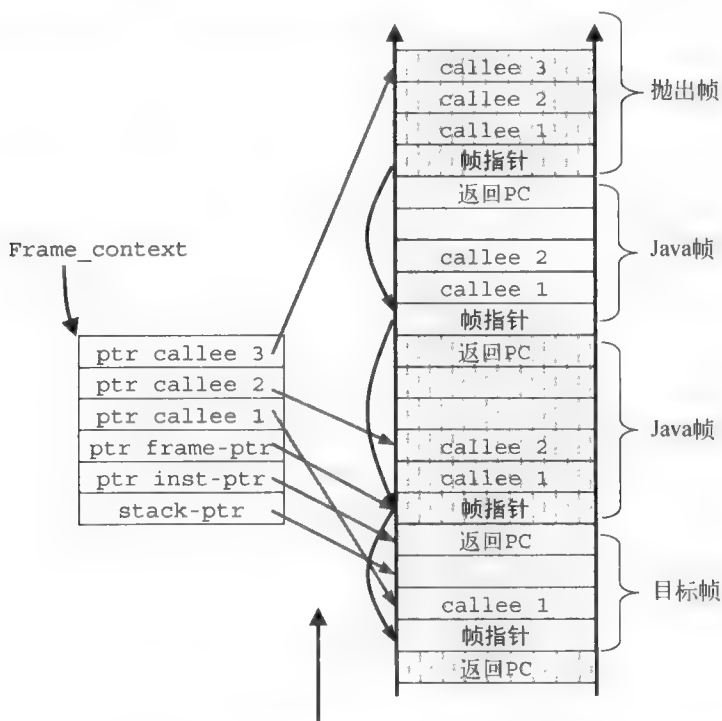 Frame_context
ptr callee 3
ptr callee 2
ptr callee 1
ptr frame-ptr
ptr inst-ptr
stack-ptr
callee 3
callee 2
callee 1
帧指针
返回PC
callee 2
callee 1
帧指针
返回PC
callee 2
callee 1
帧指针
返回PC
callee 1
帧指针
返回PC
抛出帧
Java帧
Java帧
目标帧